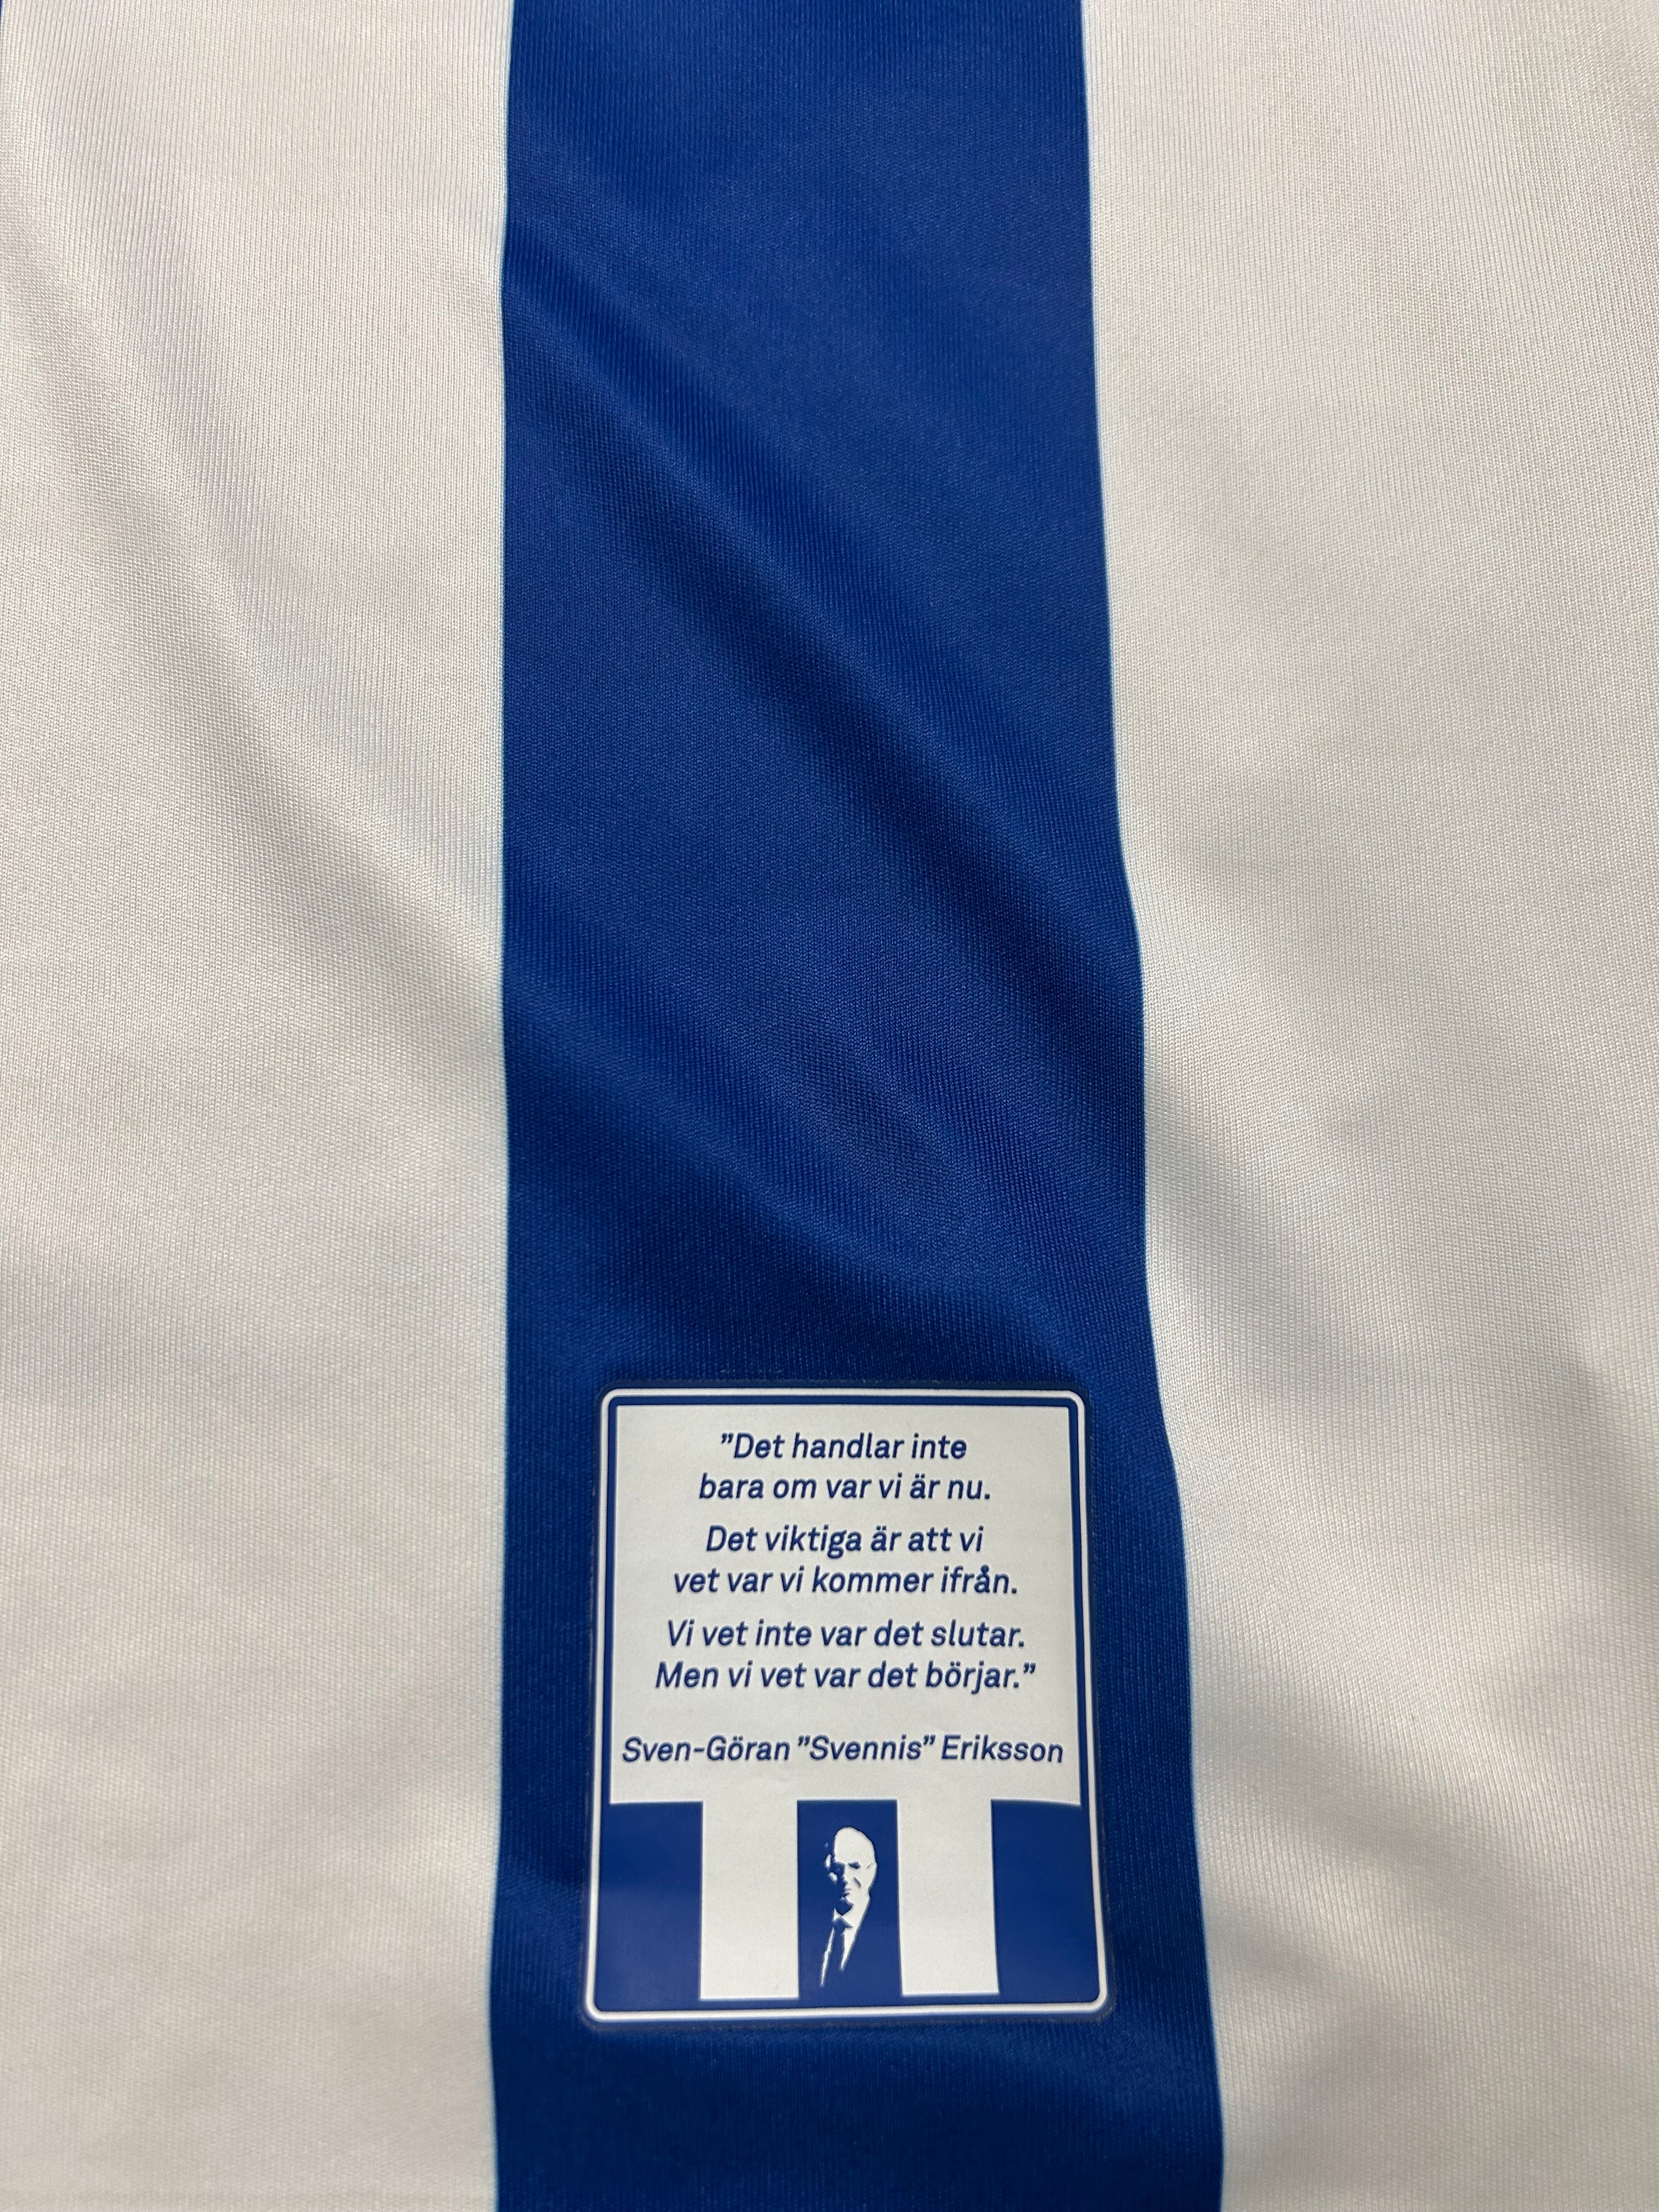 ”Det handlar inte
bara om var vi är nu.
Det viktiga är att vi
vet var vi kommer ifrån.
Vi vet inte var det slutar.
Men vi vet var det börjar.”
Sven-Göran ”Svennis” Eriksson